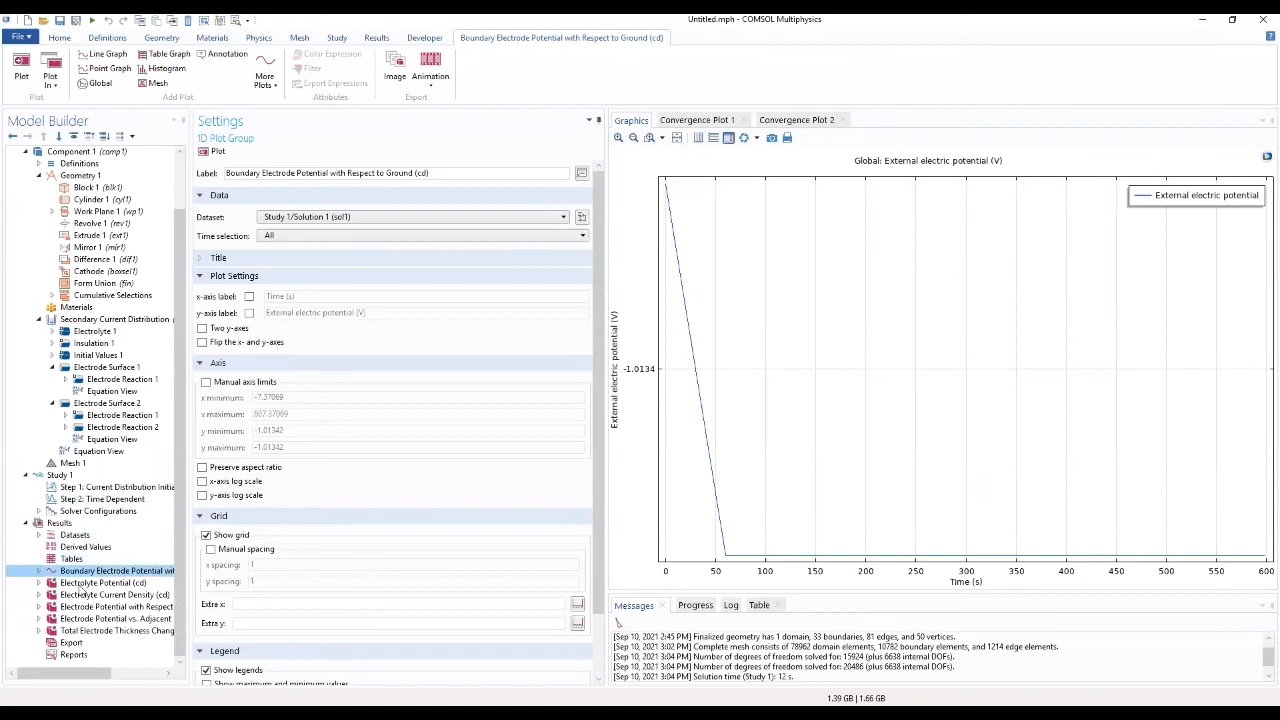 Untitled.mph - COMSOL Multiphysics
File
Home
Definitions
Geometry
Materials
Physics
Mesh
Study
Results
Developer
Boundary Electrode Potential with Respect to Ground (cd)
Plot
Plot In
Line Graph
Point Graph
Global
Table Graph
Histogram
Mesh
Annotation
More Plots
Color Expression
Filter
Export Expressions
Image
Animation
Plot
Add Plot
Attributes
Export
Model Builder
Component 1 (comp1)
Definitions
Geometry 1
Block 1 (blk1)
Cylinder 1 (cyl1)
Work Plane 1 (wp1)
Revolve 1 (rev1)
Extrude 1 (ext1)
Mirror 1 (mir1)
Difference 1 (dif1)
Cathode (boxsel1)
Form Union (fin)
Cumulative Selections
Materials
Secondary Current Distribution
Electrolyte 1
Insulation 1
Initial Values 1
Electrode Surface 1
Electrode Reaction 1
Equation View
Electrode Surface 2
Electrode Reaction 1
Electrode Reaction 2
Equation View
Equation View
Mesh 1
Study 1
Step 1: Current Distribution Initia
Step 2: Time Dependent
Solver Configurations
Results
Datasets
Derived Values
Tables
Boundary Electrode Potential wit
Electrolyte Potential (cd)
Electrolyte Current Density (cd)
Electrode Potential with Respect
Electrode Potential vs. Adjacent
Total Electrode Thickness Chang
Export
Reports
Settings
1D Plot Group
Plot
Label: Boundary Electrode Potential with Respect to Ground (cd)
Data
Dataset: Study 1/Solution 1 (sol1)
Time selection: All
Title
Plot Settings
x-axis label: Time (s)
y-axis label: External electric potential (V)
Two y-axes
Flip the x- and y-axes
Axis
Manual axis limits
x minimum: -7.37069
x maximum: 607.37069
y minimum: -1.01342
y maximum: -1.01342
Preserve aspect ratio
x-axis log scale
y-axis log scale
Grid
Show grid
Manual spacing
x spacing: 1
y spacing: 1
Extra x:
Extra y:
Legend
Show legends
Show maximum and minimum values
Graphics
Convergence Plot 1
Convergence Plot 2
Global: External electric potential (V)
External electric potential
External electric potential (V)
-1.0134
0 50 100 150 200 250 300 350 400 450 500 550 600
Time (s)
Messages
Progress
Log
Table
[Sep 10, 2021 2:45 PM] Finalized geometry has 1 domain, 33 boundaries, 81 edges, and 50 vertices.
[Sep 10, 2021 3:02 PM] Complete mesh consists of 78962 domain elements, 10782 boundary elements, and 1214 edge elements.
[Sep 10, 2021 3:04 PM] Number of degrees of freedom solved for: 15924 (plus 6638 internal DOFs).
[Sep 10, 2021 3:04 PM] Number of degrees of freedom solved for: 20486 (plus 6638 internal DOFs).
[Sep 10, 2021 3:04 PM] Solution time (Study 1): 12 s.
1.39 GB | 1.66 GB